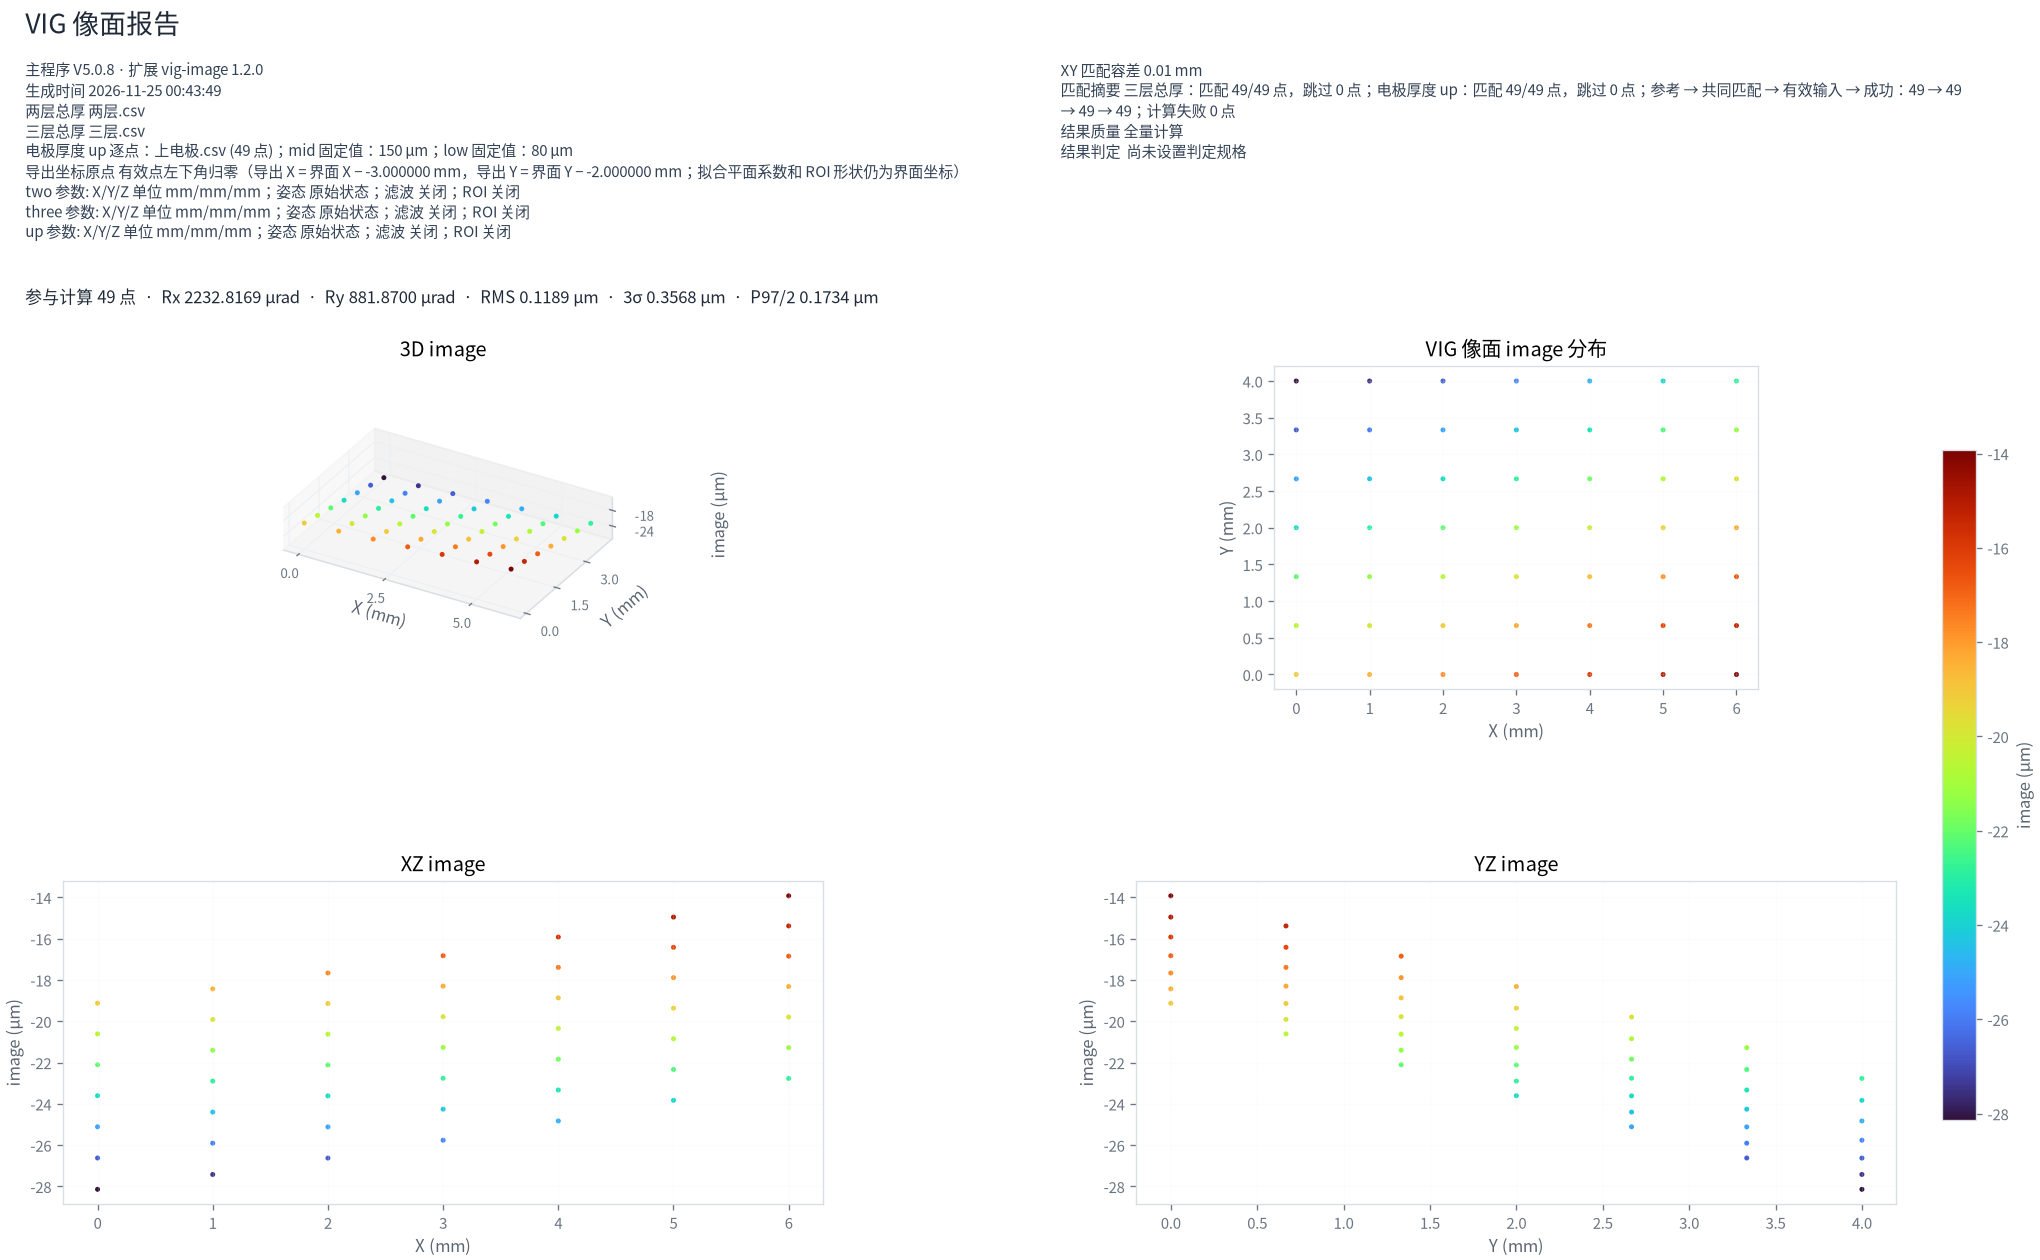 VIG 像面报告
主程序 V5.0.8 · 扩展 vig-image 1.2.0
生成时间 2026-11-25 00:43:49
两层总厚 两层.csv
三层总厚 三层.csv
电极厚度 up 逐点：上电极.csv (49 点)；mid 固定值：150 µm；low 固定值：80 µm
导出坐标原点 有效点左下角归零（导出 X = 界面 X − -3.000000 mm，导出 Y = 界面 Y − -2.000000 mm；拟合平面系数和 ROI 形状仍为界面坐标）
two 参数: X/Y/Z 单位 mm/mm/mm；姿态 原始状态；滤波 关闭；ROI 关闭
three 参数: X/Y/Z 单位 mm/mm/mm；姿态 原始状态；滤波 关闭；ROI 关闭
up 参数: X/Y/Z 单位 mm/mm/mm；姿态 原始状态；滤波 关闭；ROI 关闭
XY 匹配容差 0.01 mm
匹配摘要 三层总厚：匹配 49/49 点，跳过 0 点；电极厚度 up：匹配 49/49 点，跳过 0 点；参考 → 共同匹配 → 有效输入 → 成功：49 → 49
→ 49 → 49；计算失败 0 点
结果质量 全量计算
结果判定 尚未设置判定规格
参与计算 49 点 · Rx 2232.8169 µrad · Ry 881.8700 µrad · RMS 0.1189 µm · 3σ 0.3568 µm · P97/2 0.1734 µm
3D image
-18
-24
image (µm)
0.0
2.5
5.0
X (mm)
0.0
1.5
3.0
Y (mm)
VIG 像面 image 分布
4.0
3.5
3.0
2.5
2.0
1.5
1.0
0.5
0.0
Y (mm)
0 1 2 3 4 5 6
X (mm)
-14
-16
-18
-20
-22
-24
-26
-28
image (µm)
XZ image
-14
-16
-18
-20
-22
-24
-26
-28
image (µm)
0 1 2 3 4 5 6
X (mm)
YZ image
-14
-16
-18
-20
-22
-24
-26
-28
image (µm)
0.0 0.5 1.0 1.5 2.0 2.5 3.0 3.5 4.0
Y (mm)